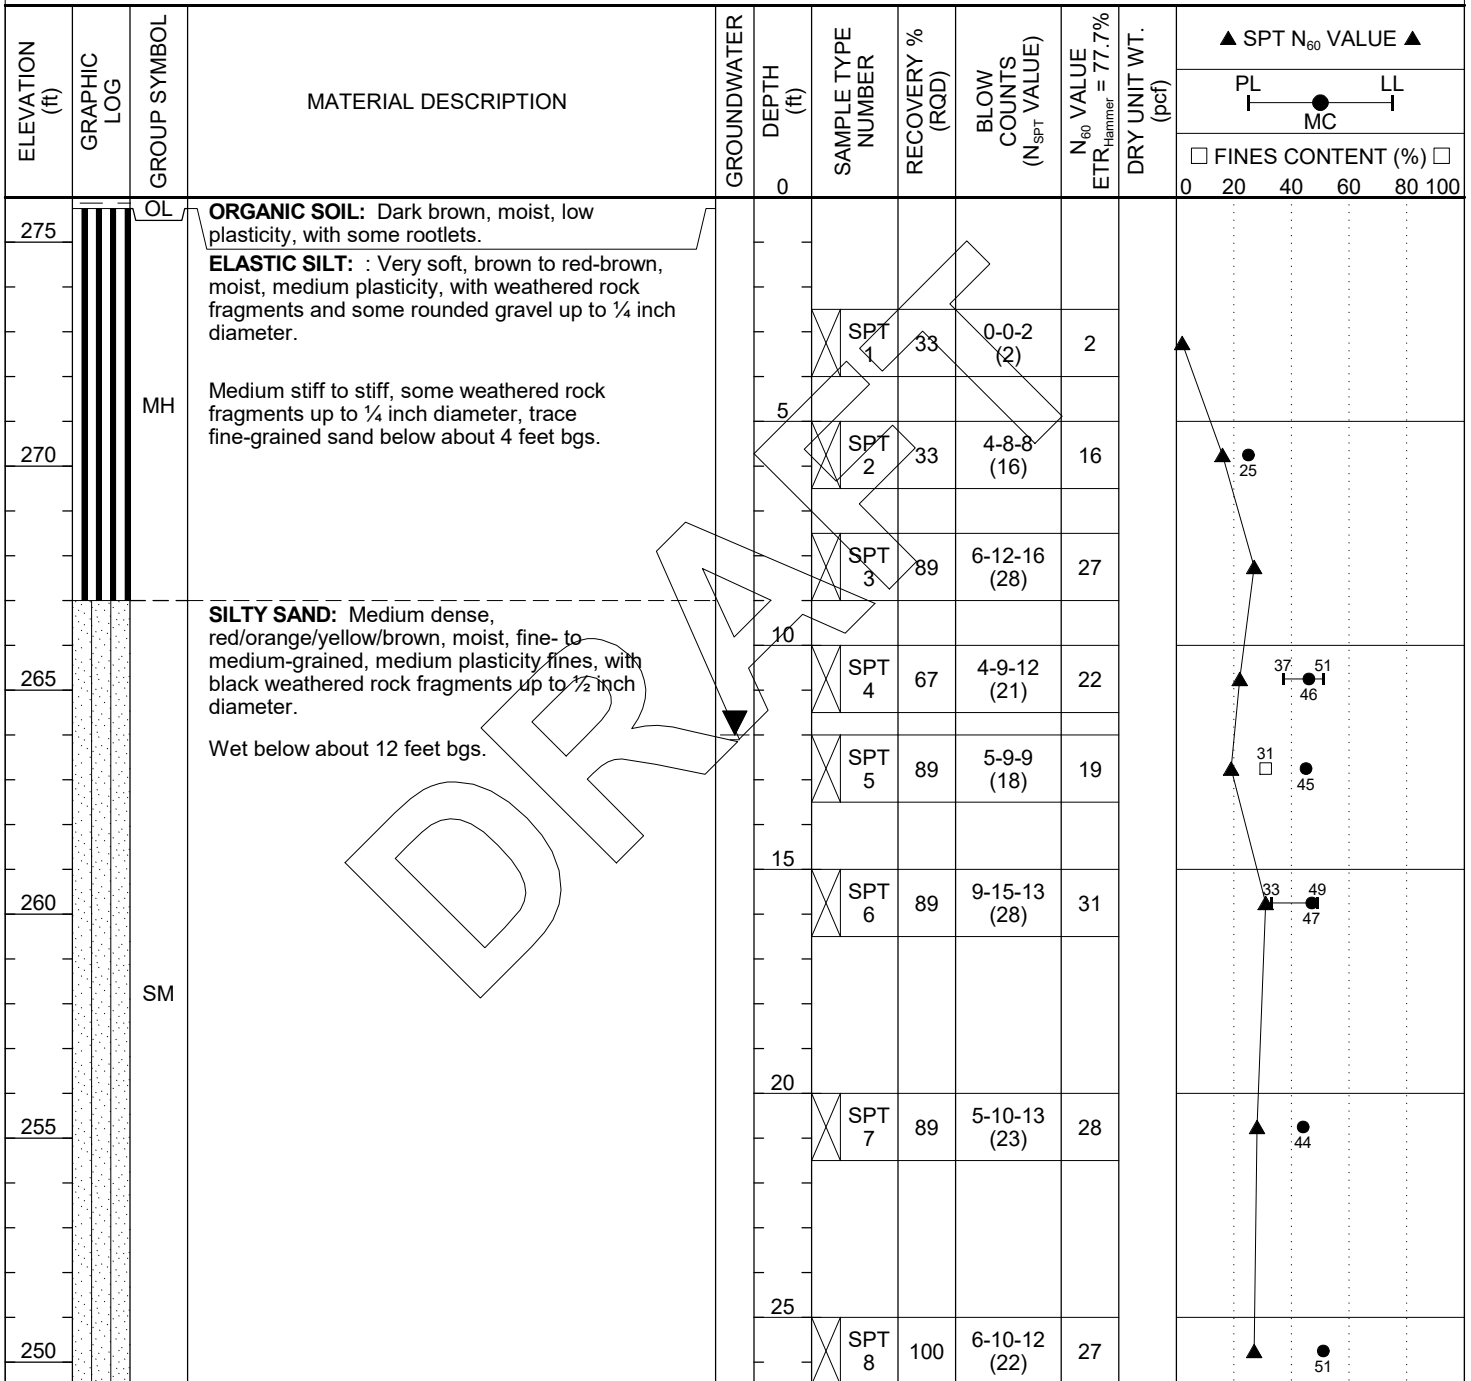 ELEVATION
(ft)
GRAPHIC
LOG
GROUP SYMBOL
MATERIAL DESCRIPTION
GROUNDWATER
DEPTH
(ft)
0
SAMPLE TYPE
NUMBER
RECOVERY %
(RQD)
BLOW
COUNTS
(NSPT VALUE)
N60 VALUE
ETRHammer = 77.7%
DRY UNIT WT.
(pcf)
▲ SPT N60 VALUE ▲
PL LL
MC
□ FINES CONTENT (%) □
0 20 40 60 80 100
OL
ORGANIC SOIL: Dark brown, moist, low
plasticity, with some rootlets.
275
ELASTIC SILT: : Very soft, brown to red-brown,
moist, medium plasticity, with weathered rock
fragments and some rounded gravel up to ¼ inch
diameter.
SPT
1
33
0-0-2
(2)
2
MH
Medium stiff to stiff, some weathered rock
fragments up to ¼ inch diameter, trace
fine-grained sand below about 4 feet bgs.
5
270
SPT
2
33
4-8-8
(16)
16
25
SPT
3
89
6-12-16
(28)
27
SILTY SAND: Medium dense,
red/orange/yellow/brown, moist, fine- to
medium-grained, medium plasticity fines, with
black weathered rock fragments up to ½ inch
diameter.
10
265
SPT
4
67
4-9-12
(21)
22
37 51
46
Wet below about 12 feet bgs.
SPT
5
89
5-9-9
(18)
19
31
45
15
260
SPT
6
89
9-15-13
(28)
31
33 49
47
SM
20
255
SPT
7
89
5-10-13
(23)
28
44
25
250
SPT
8
100
6-10-12
(22)
27
51
DRAFT